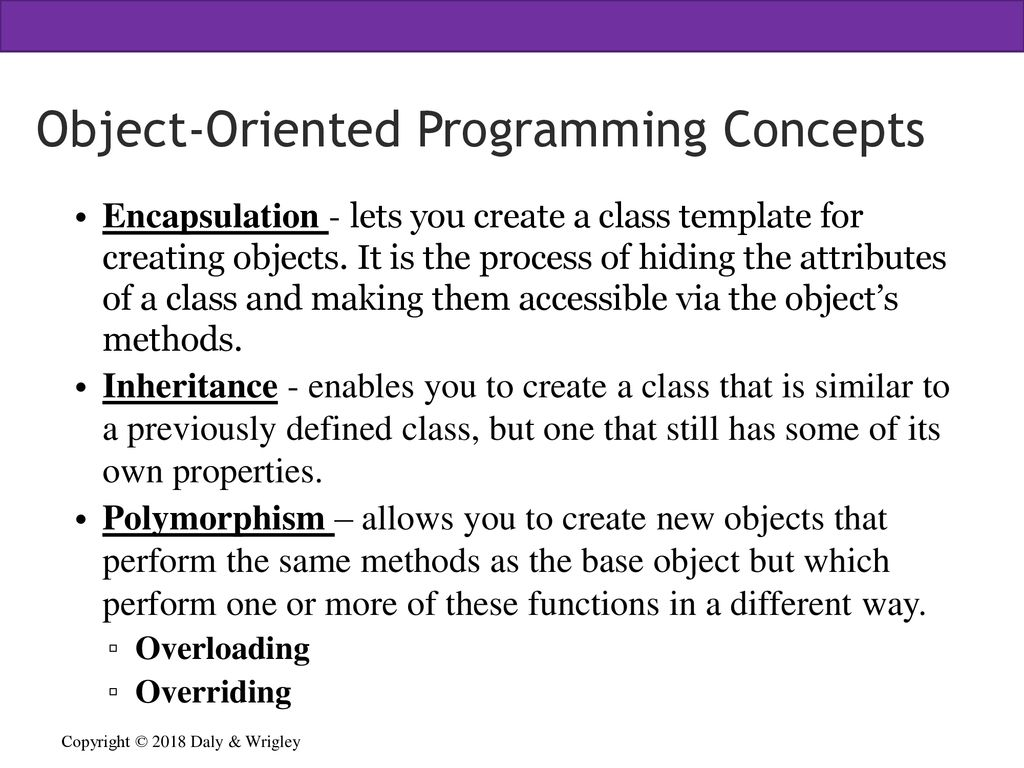 Object-Oriented Programming Concepts
• Encapsulation - lets you create a class template for
creating objects. It is the process of hiding the attributes
of a class and making them accessible via the object’s
methods.
• Inheritance - enables you to create a class that is similar to
a previously defined class, but one that still has some of its
own properties.
• Polymorphism – allows you to create new objects that
perform the same methods as the base object but which
perform one or more of these functions in a different way.
▫ Overloading
▫ Overriding
Copyright © 2018 Daly & Wrigley